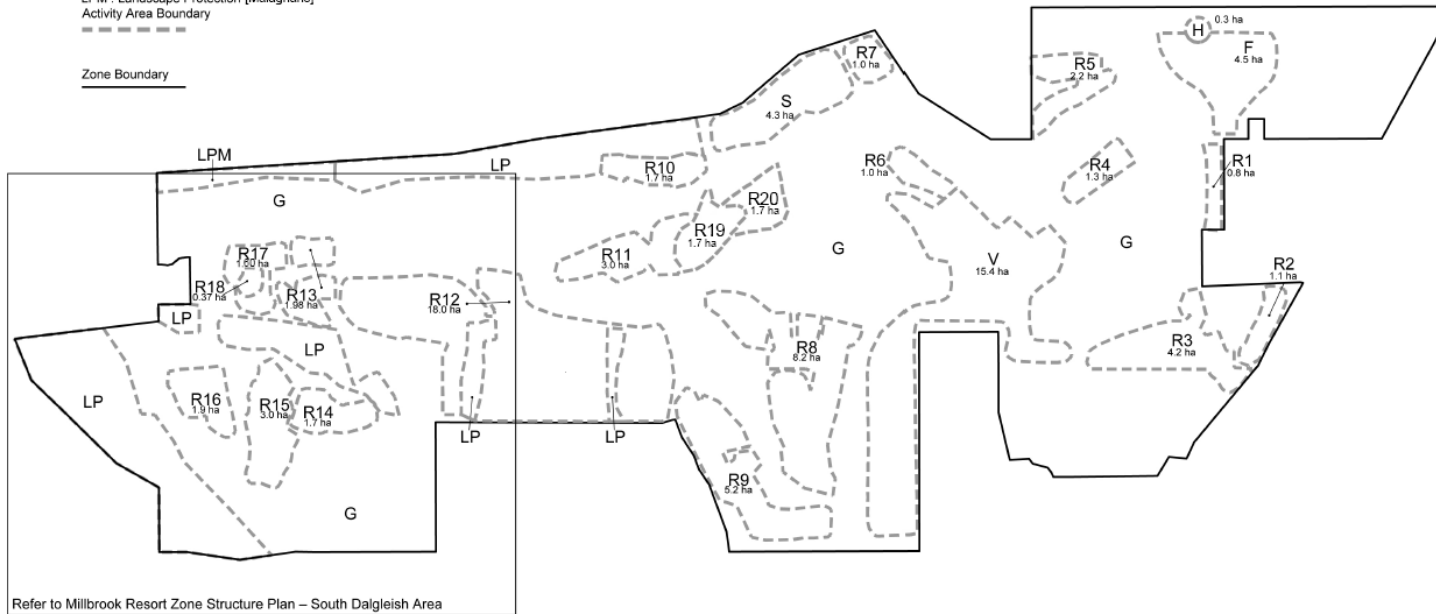 LPM : Landscape Protection [Malaghans]
Activity Area Boundary
Zone Boundary
H
0.3 ha
F
4.5 ha
R7
1.0 ha
R5
2.2 ha
S
4.3 ha
LPM
LP
R10
1.7 ha
R6
1.0 ha
R4
1.3 ha
R1
0.8 ha
G
R20
1.7 ha
R19
1.7 ha
R17
1.60 ha
R11
3.0 ha
G
G
V
15.4 ha
R2
1.1 ha
R18
0.37 ha
R13
1.98 ha
R12
18.0 ha
LP
LP
R8
8.2 ha
R3
4.2 ha
LP
R16
1.9 ha
R15
3.0 ha
R14
1.7 ha
LP
LP
R9
5.2 ha
G
Refer to Millbrook Resort Zone Structure Plan – South Dalgleish Area